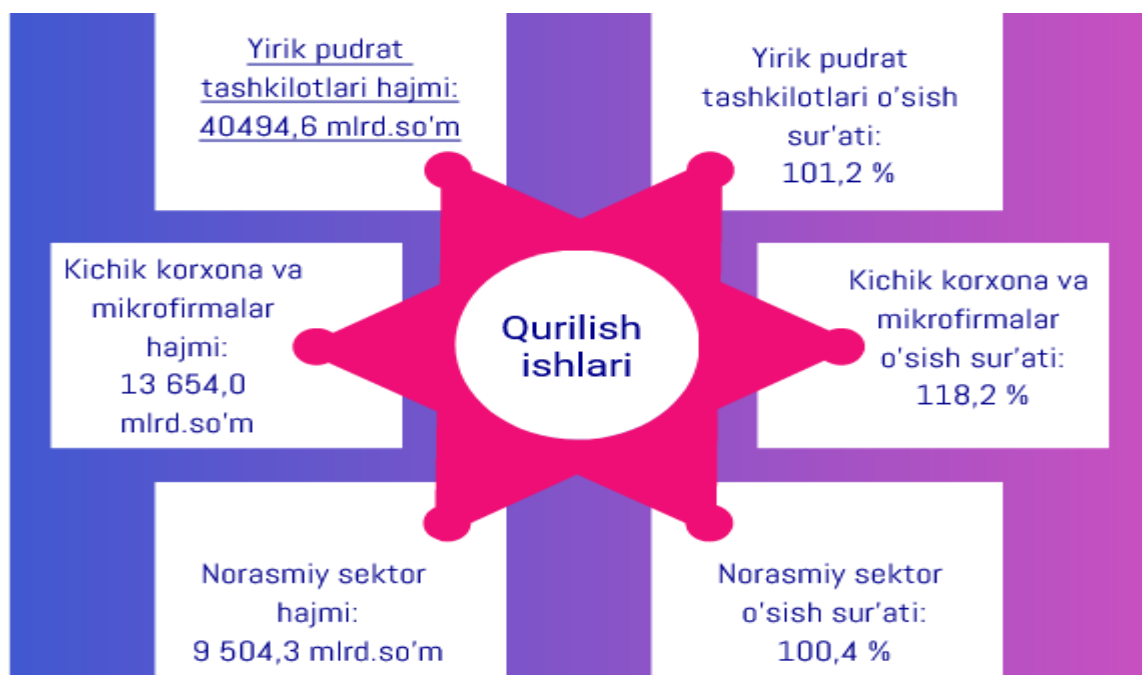 Yirik pudrat
tashkilotlari hajmi:
40494,6 mlrd.so'm
Yirik pudrat
tashkilotlari o'sish
sur'ati:
101,2 %
Kichik korxona va
mikrofirmalar
hajmi:
13 654,0
mlrd.so'm
Qurilish
ishlari
Kichik korxona va
mikrofirmalar
o'sish sur'ati:
118,2 %
Norasmiy sektor
hajmi:
9 504,3 mlrd.so'm
Norasmiy sektor
o'sish sur'ati:
100,4 %